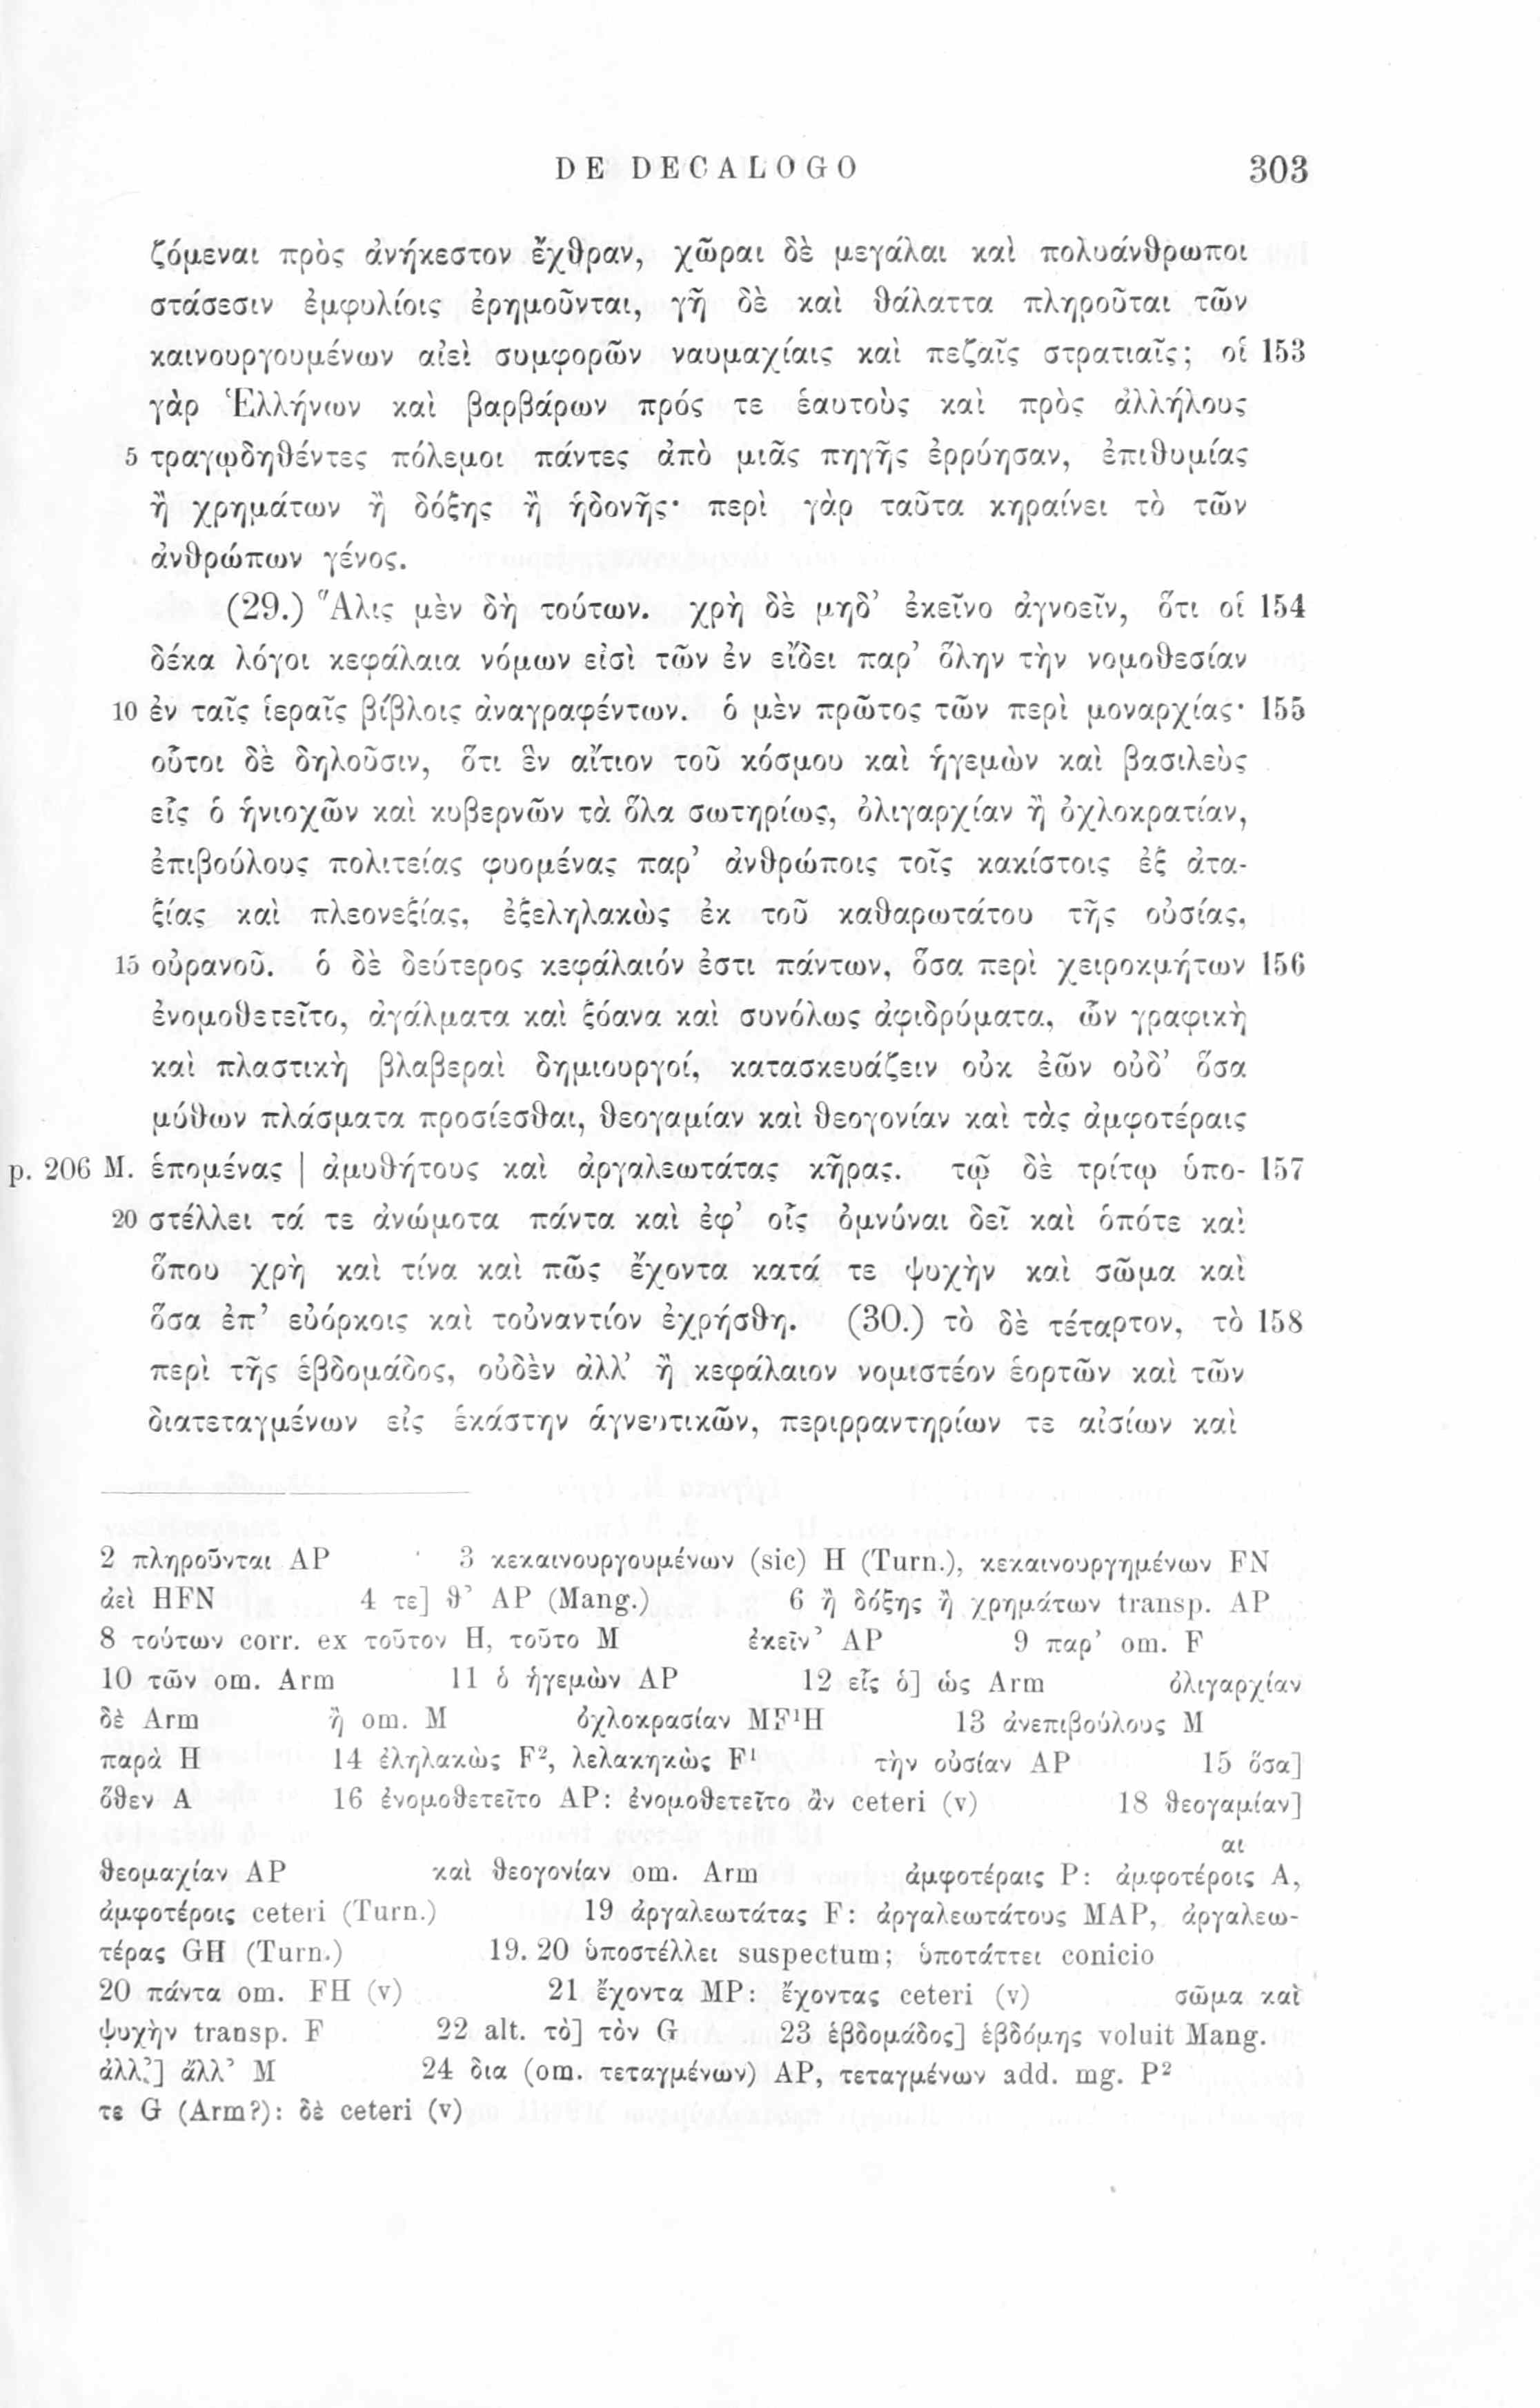 DE DECALOGO 303
ζόμεναι πρὸς ἀνήκεστον ἔχθραν, χῶραι δὲ μεγάλαι καὶ πολυάνθρωποι
στάσεσιν ἐμφυλίοις ἐρημοῦνται, γῆ δὲ καὶ θάλαττα πληροῦται τῶν
καινουργουμένων αἰεὶ συμφορῶν ναυμαχίαις καὶ πεζαῖς στρατιαῖς; οἱ 153
γὰρ Ἑλλήνων καὶ βαρβάρων πρός τε ἑαυτοὺς καὶ πρὸς ἀλλήλους
5 τραγῳδηθέντες πόλεμοι πάντες ἀπὸ μιᾶς πηγῆς ἐρρύησαν, ἐπιθυμίας
ἢ χρημάτων ἢ δόξης ἢ ἡδονῆς· περὶ γὰρ ταῦτα κηραίνει τὸ τῶν
ἀνθρώπων γένος.
(29.) Ἅλις μὲν δὴ τούτων. χρὴ δὲ μηδ’ ἐκεῖνο ἀγνοεῖν, ὅτι οἱ 154
δέκα λόγοι κεφάλαια νόμων εἰσὶ τῶν ἐν εἴδει παρ’ ὅλην τὴν νομοθεσίαν
10 ἐν ταῖς ἱεραῖς βίβλοις ἀναγραφέντων. ὁ μὲν πρῶτος τῶν περὶ μοναρχίας· 155
οὗτοι δὲ δηλοῦσιν, ὅτι ἓν αἴτιον τοῦ κόσμου καὶ ἡγεμὼν καὶ βασιλεὺς
εἷς ὁ ἡνιοχῶν καὶ κυβερνῶν τὰ ὅλα σωτηρίως, ὀλιγαρχίαν ἢ ὀχλοκρατίαν,
ἐπιβούλους πολιτείας φυομένας παρ’ ἀνθρώποις τοῖς κακίστοις ἐξ ἀτα-
ξίας καὶ πλεονεξίας, ἐξεληλακὼς ἐκ τοῦ καθαρωτάτου τῆς οὐσίας,
15 οὐρανοῦ. ὁ δὲ δεύτερος κεφάλαιόν ἐστι πάντων, ὅσα περὶ χειροκμήτων 156
ἐνομοθετεῖτο, ἀγάλματα καὶ ξόανα καὶ συνόλως ἀφιδρύματα, ὧν γραφικὴ
καὶ πλαστικὴ βλαβεραὶ δημιουργοί, κατασκευάζειν οὐκ ἐῶν οὐδ’ ὅσα
μύθων πλάσματα προσίεσθαι, θεογαμίαν καὶ θεογονίαν καὶ τὰς ἀμφοτέραις
p. 206 M. ἑπομένας | ἀμυθήτους καὶ ἀργαλεωτάτας κῆρας. τῷ δὲ τρίτῳ ὑπο- 157
20 στέλλει τά τε ἀνώμοτα πάντα καὶ ἐφ’ οἷς ὀμνύναι δεῖ καὶ ὁπότε καὶ
ὅπου χρὴ καὶ τίνα καὶ πῶς ἔχοντα κατά τε ψυχὴν καὶ σῶμα καὶ
ὅσα ἐπ’ εὐόρκοις καὶ τοὐναντίον ἐχρήσθη. (30.) τὸ δὲ τέταρτον, τὸ 158
περὶ τῆς ἑβδομάδος, οὐδὲν ἀλλ’ ἢ κεφάλαιον νομιστέον ἑορτῶν καὶ τῶν
διατεταγμένων εἰς ἑκάστην ἁγνευτικῶν, περιρραντηρίων τε αἰσίων καὶ
2 πληροῦνται AP 3 κεκαινουργουμένων (sic) H (Turn.), κεκαινουργημένων FN
ἀεὶ HFN 4 τε] θ’ AP (Mang.) 6 ἢ δόξης ἢ χρημάτων transp. AP
8 τούτων corr. ex τοῦτον H, τοῦτο M ἐκεῖν’ AP 9 παρ’ om. F
10 τῶν om. Arm 11 ὁ ἡγεμὼν AP 12 εἷς ὁ] ὡς Arm ὀλιγαρχίαν
δὲ Arm ἢ om. M ὀχλοκρασίαν MF¹H 13 ἀνεπιβούλους M
παρὰ H 14 ἐληλακὼς F², λελακηκὼς F¹ τὴν οὐσίαν AP 15 ὅσα]
ὅθεν A 16 ἐνομοθετεῖτο AP: ἐνομοθετεῖτο ἂν ceteri (v) 18 θεογαμίαν]
αι
θεομαχίαν AP καὶ θεογονίαν om. Arm ἀμφοτέραις P: ἀμφοτέροις A,
ἀμφοτέροις ceteri (Turn.) 19 ἀργαλεωτάτας F: ἀργαλεωτάτους MAP, ἀργαλεω-
τέρας GH (Turn.) 19. 20 ὑποστέλλει suspectum; ὑποτάττει conicio
20 πάντα om. FH (v) 21 ἔχοντα MP: ἔχοντας ceteri (v) σῶμα καὶ
ψυχὴν transp. F 22 alt. τὸ] τὸν G 23 ἑβδομάδος] ἑβδόμης voluit Mang.
ἀλλ’] ἄλλ’ M 24 δια (om. τεταγμένων) AP, τεταγμένων add. mg. P²
τε G (Arm?): δὲ ceteri (v)